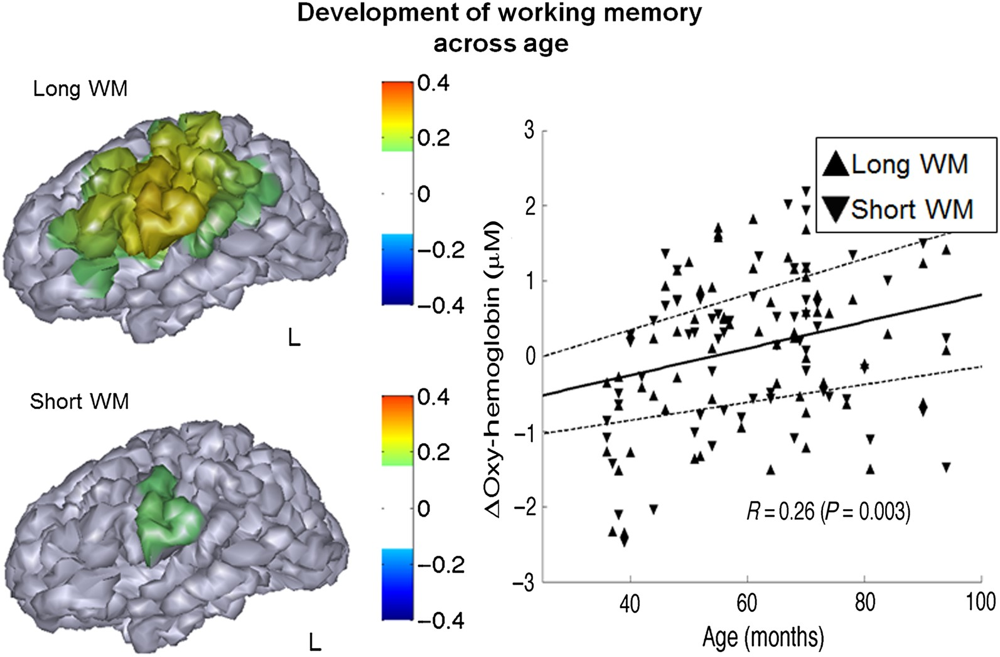 Development of working memory
across age
Long WM
0.4
0.2
0
−0.2
−0.4
L
Short WM
0.4
0.2
0
−0.2
−0.4
L
3
2
1
0
−1
−2
−3
ΔOxy-hemoglobin (μM)
▲Long WM
▼Short WM
R = 0.26 (P = 0.003)
40 60 80 100
Age (months)